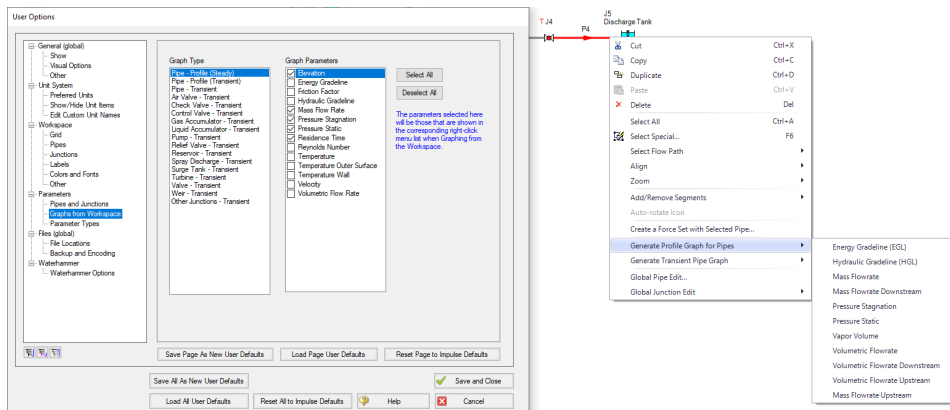 User Options
General (global)
Show
Visual Options
Other
Unit System
Preferred Units
Show/Hide Unit Items
Edit Custom Unit Names
Workspace
Grid
Pipes
Junctions
Labels
Colors and Fonts
Other
Parameters
Pipes and Junctions
Graphs from Workspace
Parameter Types
Files (global)
File Locations
Backup and Encoding
Waterhammer
Waterhammer Options
Graph Type
Pipe - Profile (Steady)
Pipe - Profile (Transient)
Pipe - Transient
Air Valve - Transient
Check Valve - Transient
Control Valve - Transient
Gas Accumulator - Transient
Liquid Accumulator - Transient
Pump - Transient
Relief Valve - Transient
Reservoir - Transient
Spray Discharge - Transient
Surge Tank - Transient
Turbine - Transient
Valve - Transient
Weir - Transient
Other Junctions - Transient
Graph Parameters
Elevation
Energy Gradeline
Friction Factor
Hydraulic Gradeline
Mass Flow Rate
Pressure Stagnation
Pressure Static
Residence Time
Reynolds Number
Temperature
Temperature Outer Surface
Temperature Wall
Velocity
Volumetric Flow Rate
Select All
Deselect All
The parameters selected here
will be those that are shown in
the corresponding right-click
menu list when Graphing from
the Workspace.
Save Page As New User Defaults
Load Page User Defaults
Reset Page to Impulse Defaults
Save All As New User Defaults
Save and Close
Load All User Defaults
Reset All to Impulse Defaults
Help
Cancel
T J4
P4
J5
Discharge Tank
Cut Ctrl+X
Copy Ctrl+C
Duplicate Ctrl+D
Paste Ctrl+V
Delete Del
Select All Ctrl+A
Select Special... F6
Select Flow Path
Align
Zoom
Add/Remove Segments
Auto-rotate Icon
Create a Force Set with Selected Pipe...
Generate Profile Graph for Pipes
Generate Transient Pipe Graph
Global Pipe Edit...
Global Junction Edit
Energy Gradeline (EGL)
Hydraulic Gradeline (HGL)
Mass Flowrate
Mass Flowrate Downstream
Pressure Stagnation
Pressure Static
Vapor Volume
Volumetric Flowrate
Volumetric Flowrate Downstream
Volumetric Flowrate Upstream
Mass Flowrate Upstream